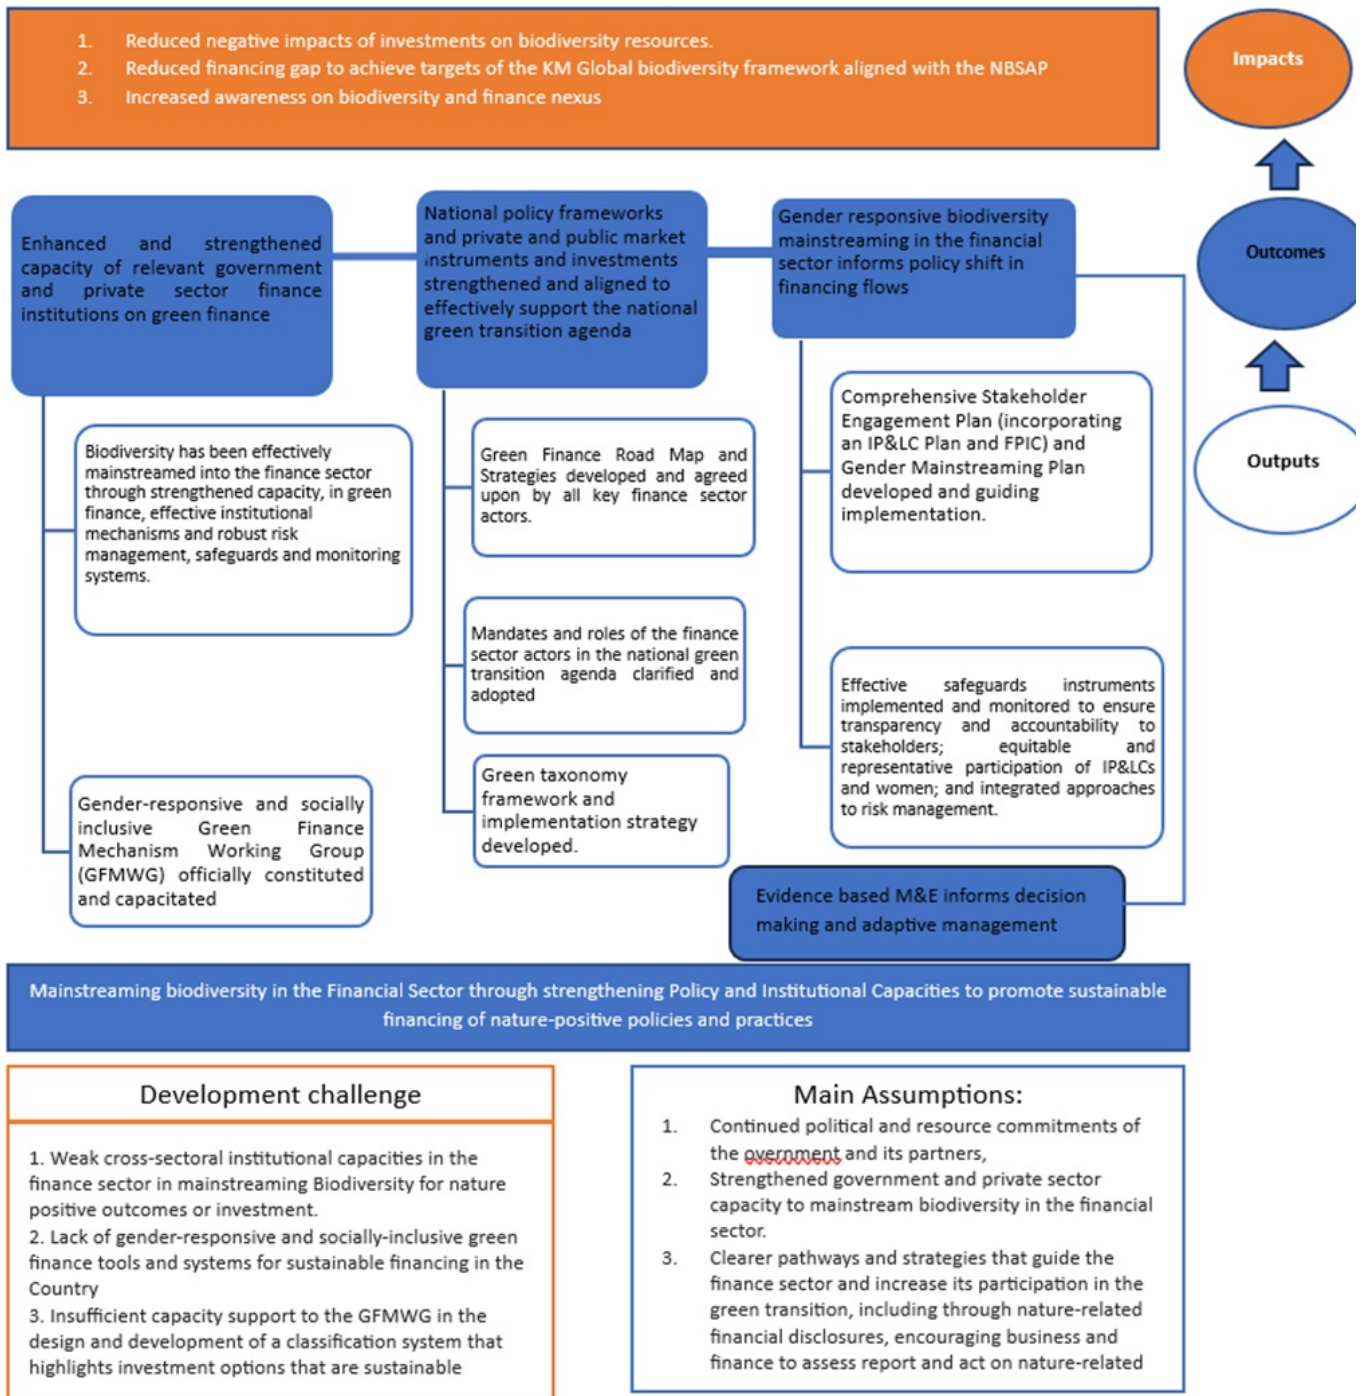 1. Reduced negative impacts of investments on biodiversity resources.
2. Reduced financing gap to achieve targets of the KM Global biodiversity framework aligned with the NBSAP
3. Increased awareness on biodiversity and finance nexus
Impacts
Outcomes
Outputs
Enhanced and strengthened
capacity of relevant government
and private sector finance
institutions on green finance
National policy frameworks
and private and public market
instruments and investments
strengthened and aligned to
effectively support the national
green transition agenda
Gender responsive biodiversity
mainstreaming in the financial
sector informs policy shift in
financing flows
Biodiversity has been effectively
mainstreamed into the finance sector
through strengthened capacity, in green
finance, effective institutional
mechanisms and robust risk
management, safeguards and monitoring
systems.
Gender-responsive and socially
inclusive Green Finance
Mechanism Working Group
(GFMWG) officially constituted
and capacitated
Green Finance Road Map and
Strategies developed and agreed
upon by all key finance sector
actors.
Mandates and roles of the finance
sector actors in the national green
transition agenda clarified and
adopted
Green taxonomy
framework and
implementation strategy
developed.
Comprehensive Stakeholder
Engagement Plan (incorporating
an IP&LC Plan and FPIC) and
Gender Mainstreaming Plan
developed and guiding
implementation.
Effective safeguards instruments
implemented and monitored to ensure
transparency and accountability to
stakeholders; equitable and
representative participation of IP&LCs
and women; and integrated approaches
to risk management.
Evidence based M&E informs decision
making and adaptive management
Mainstreaming biodiversity in the Financial Sector through strengthening Policy and Institutional Capacities to promote sustainable
financing of nature-positive policies and practices
Development challenge
1. Weak cross-sectoral institutional capacities in the
finance sector in mainstreaming Biodiversity for nature
positive outcomes or investment.
2. Lack of gender-responsive and socially-inclusive green
finance tools and systems for sustainable financing in the
Country
3. Insufficient capacity support to the GFMWG in the
design and development of a classification system that
highlights investment options that are sustainable
Main Assumptions:
1. Continued political and resource commitments of
the overnment and its partners,
2. Strengthened government and private sector
capacity to mainstream biodiversity in the financial
sector.
3. Clearer pathways and strategies that guide the
finance sector and increase its participation in the
green transition, including through nature-related
financial disclosures, encouraging business and
finance to assess report and act on nature-related